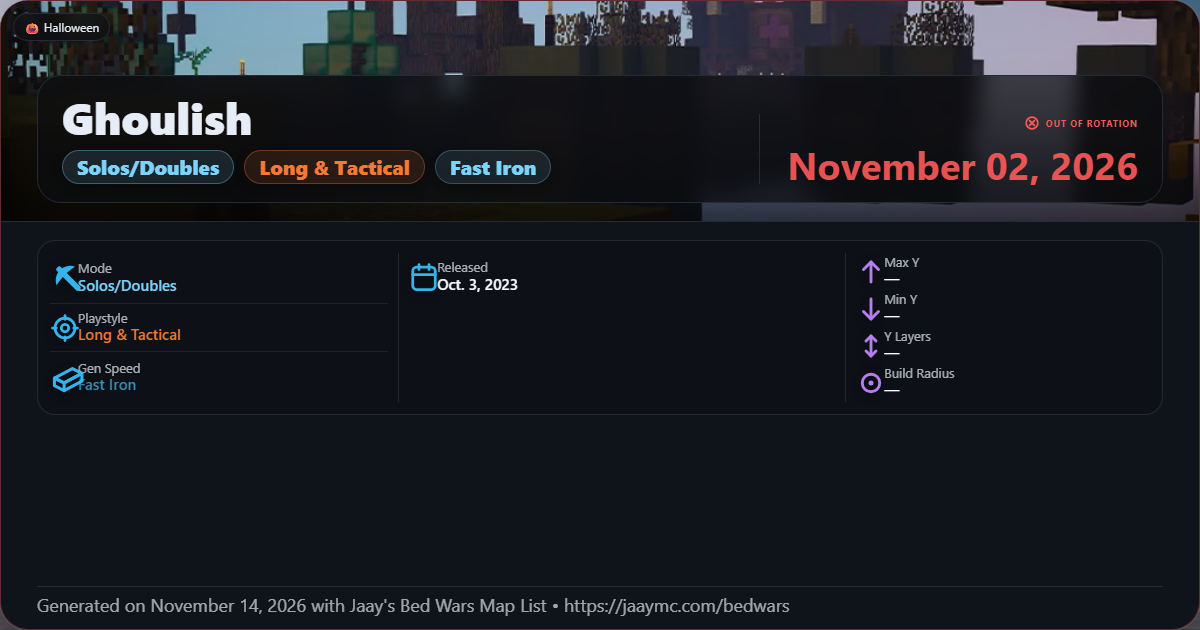 Halloween
Ghoulish
Solos/Doubles
Long & Tactical
Fast Iron
OUT OF ROTATION
November 02, 2026
Mode
Solos/Doubles
Playstyle
Long & Tactical
Gen Speed
Fast Iron
Released
Oct. 3, 2023
Max Y
—
Min Y
—
Y Layers
—
Build Radius
—
Generated on November 14, 2026 with Jaay's Bed Wars Map List • https://jaaymc.com/bedwars